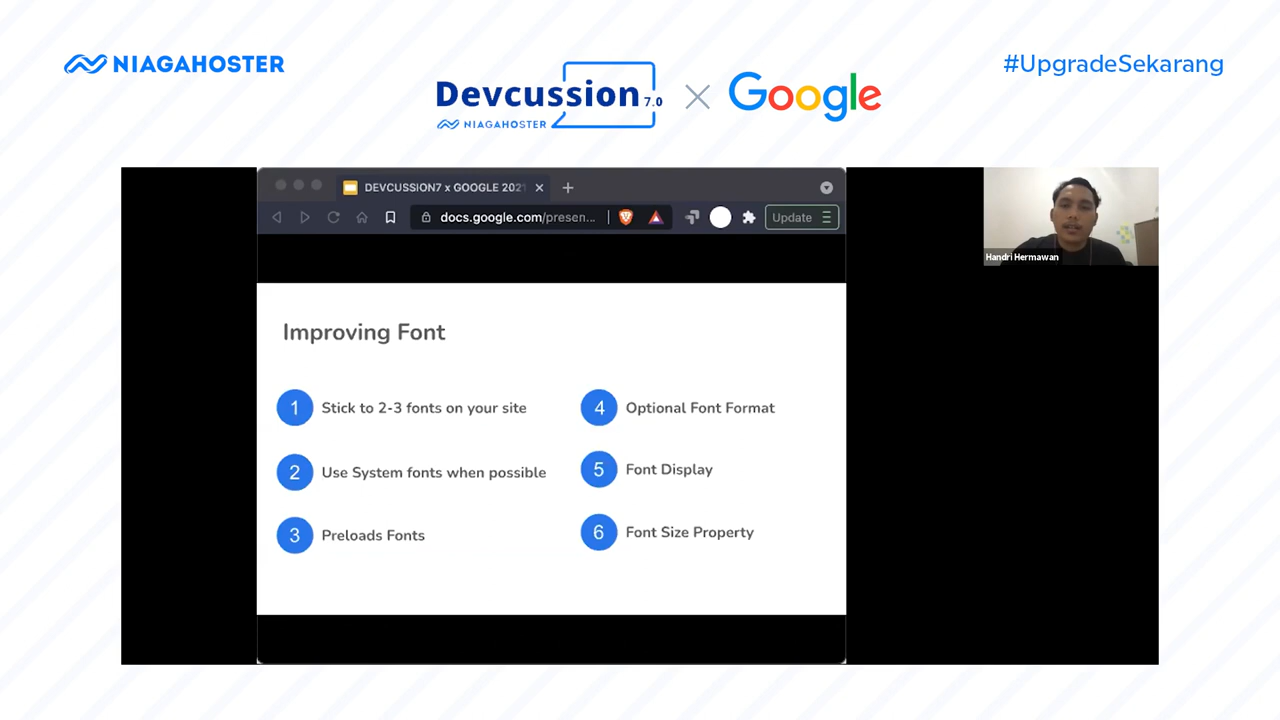 NIAGAHOSTER
Devcussion 7.0
NIAGAHOSTER
Google
#UpgradeSekarang
DEVCUSSION7 x GOOGLE 2021
docs.google.com/presen...
Update
Handri Hermawan
Improving Font
1 Stick to 2-3 fonts on your site
2 Use System fonts when possible
3 Preloads Fonts
4 Optional Font Format
5 Font Display
6 Font Size Property